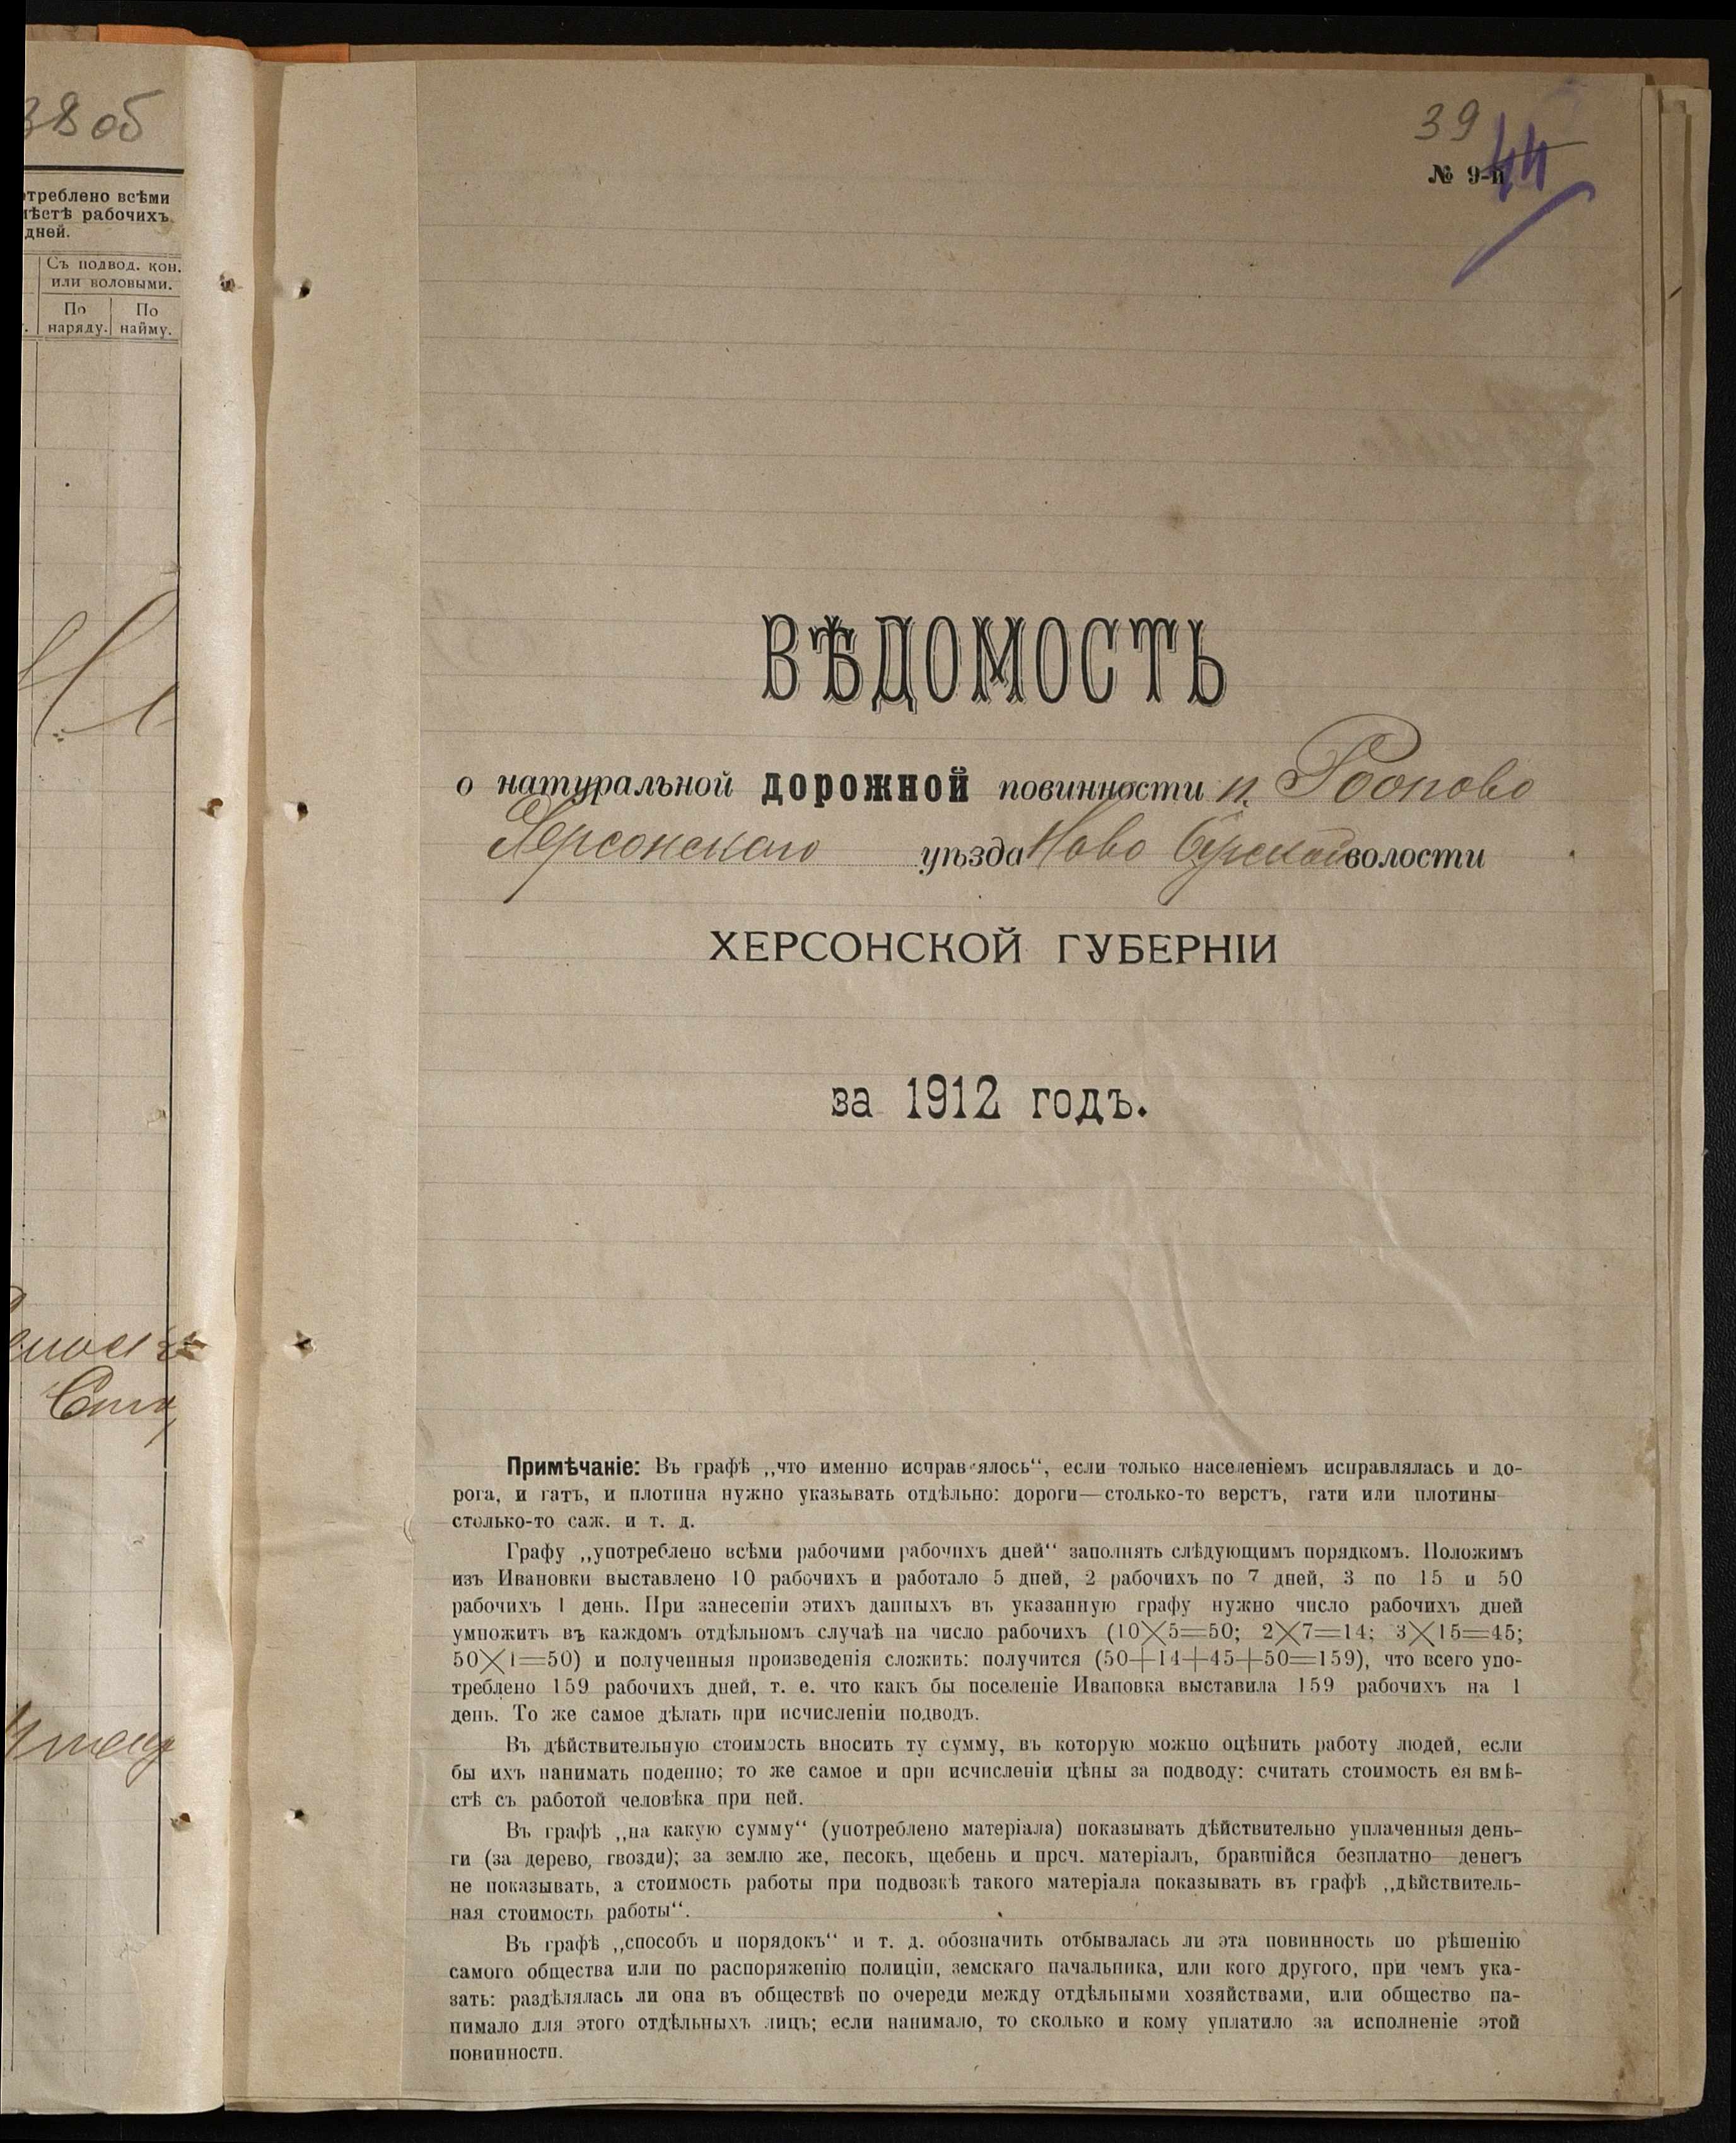 38 об
отреблено всѣми
мѣстѣ рабочихъ
дней.
Съ подвод. кон.
или воловыми.
По наряду.
По найму.
39
№ 9-й
44
ВѢДОМОСТЬ
о натуральной дорожной повинности п. Роопово
Херсонскаго уѣзда Ново Бугской волости
ХЕРСОНСКОЙ ГУБЕРНІИ
за 1912 годъ.
Примѣчаніе: Въ графѣ „что именно исправлялось“, если только населеніемъ исправлялась и до-
рога, и гать, и плотина нужно указывать отдѣльно: дороги—столько-то верстъ, гати или плотины
столько-то саж. и т. д.
Графу „употреблено всѣми рабочими рабочихъ дней“ заполнять слѣдующимъ порядкомъ. Положимъ
изъ Ивановки выставлено 10 рабочихъ и работало 5 дней, 2 рабочихъ по 7 дней, 3 по 15 и 50
рабочихъ 1 день. При занесеніи этихъ данныхъ въ указанную графу нужно число рабочихъ дней
умножить въ каждомъ отдѣльномъ случаѣ на число рабочихъ (10×5=50; 2×7=14; 3×15=45;
50×1=50) и полученныя произведенія сложить: получится (50+14+45+50=159), что всего упо-
треблено 159 рабочихъ дней, т. е. что какъ бы поселеніе Ивановка выставила 159 рабочихъ на 1
день. То же самое дѣлать при исчисленіи подводъ.
Въ дѣйствительную стоимость вносить ту сумму, въ которую можно оцѣнить работу людей, если
бы ихъ нанимать поденно; то же самое и при исчисленіи цѣны за подводу: считать стоимость ея вмѣ-
стѣ съ работой человѣка при ней.
Въ графѣ „на какую сумму“ (употреблено матеріала) показывать дѣйствительно уплаченныя день-
ги (за дерево, гвозди); за землю же, песокъ, щебень и проч. матеріалъ, бравшійся безплатно—денегъ
не показывать, а стоимость работы при подвозкѣ такого матеріала показывать въ графѣ „дѣйствитель-
ная стоимость работы“.
Въ графѣ „способъ и порядокъ“ и т. д. обозначить отбывалась ли эта повинность по рѣшенію
самого общества или по распоряженію полиціи, земскаго начальника, или кого другого, при чемъ ука-
зать: раздѣлялась ли она въ обществѣ по очереди между отдѣльными хозяйствами, или общество на-
нимало для этого отдѣльныхъ лицъ; если нанимало, то сколько и кому уплатило за исполненіе этой
повинности.